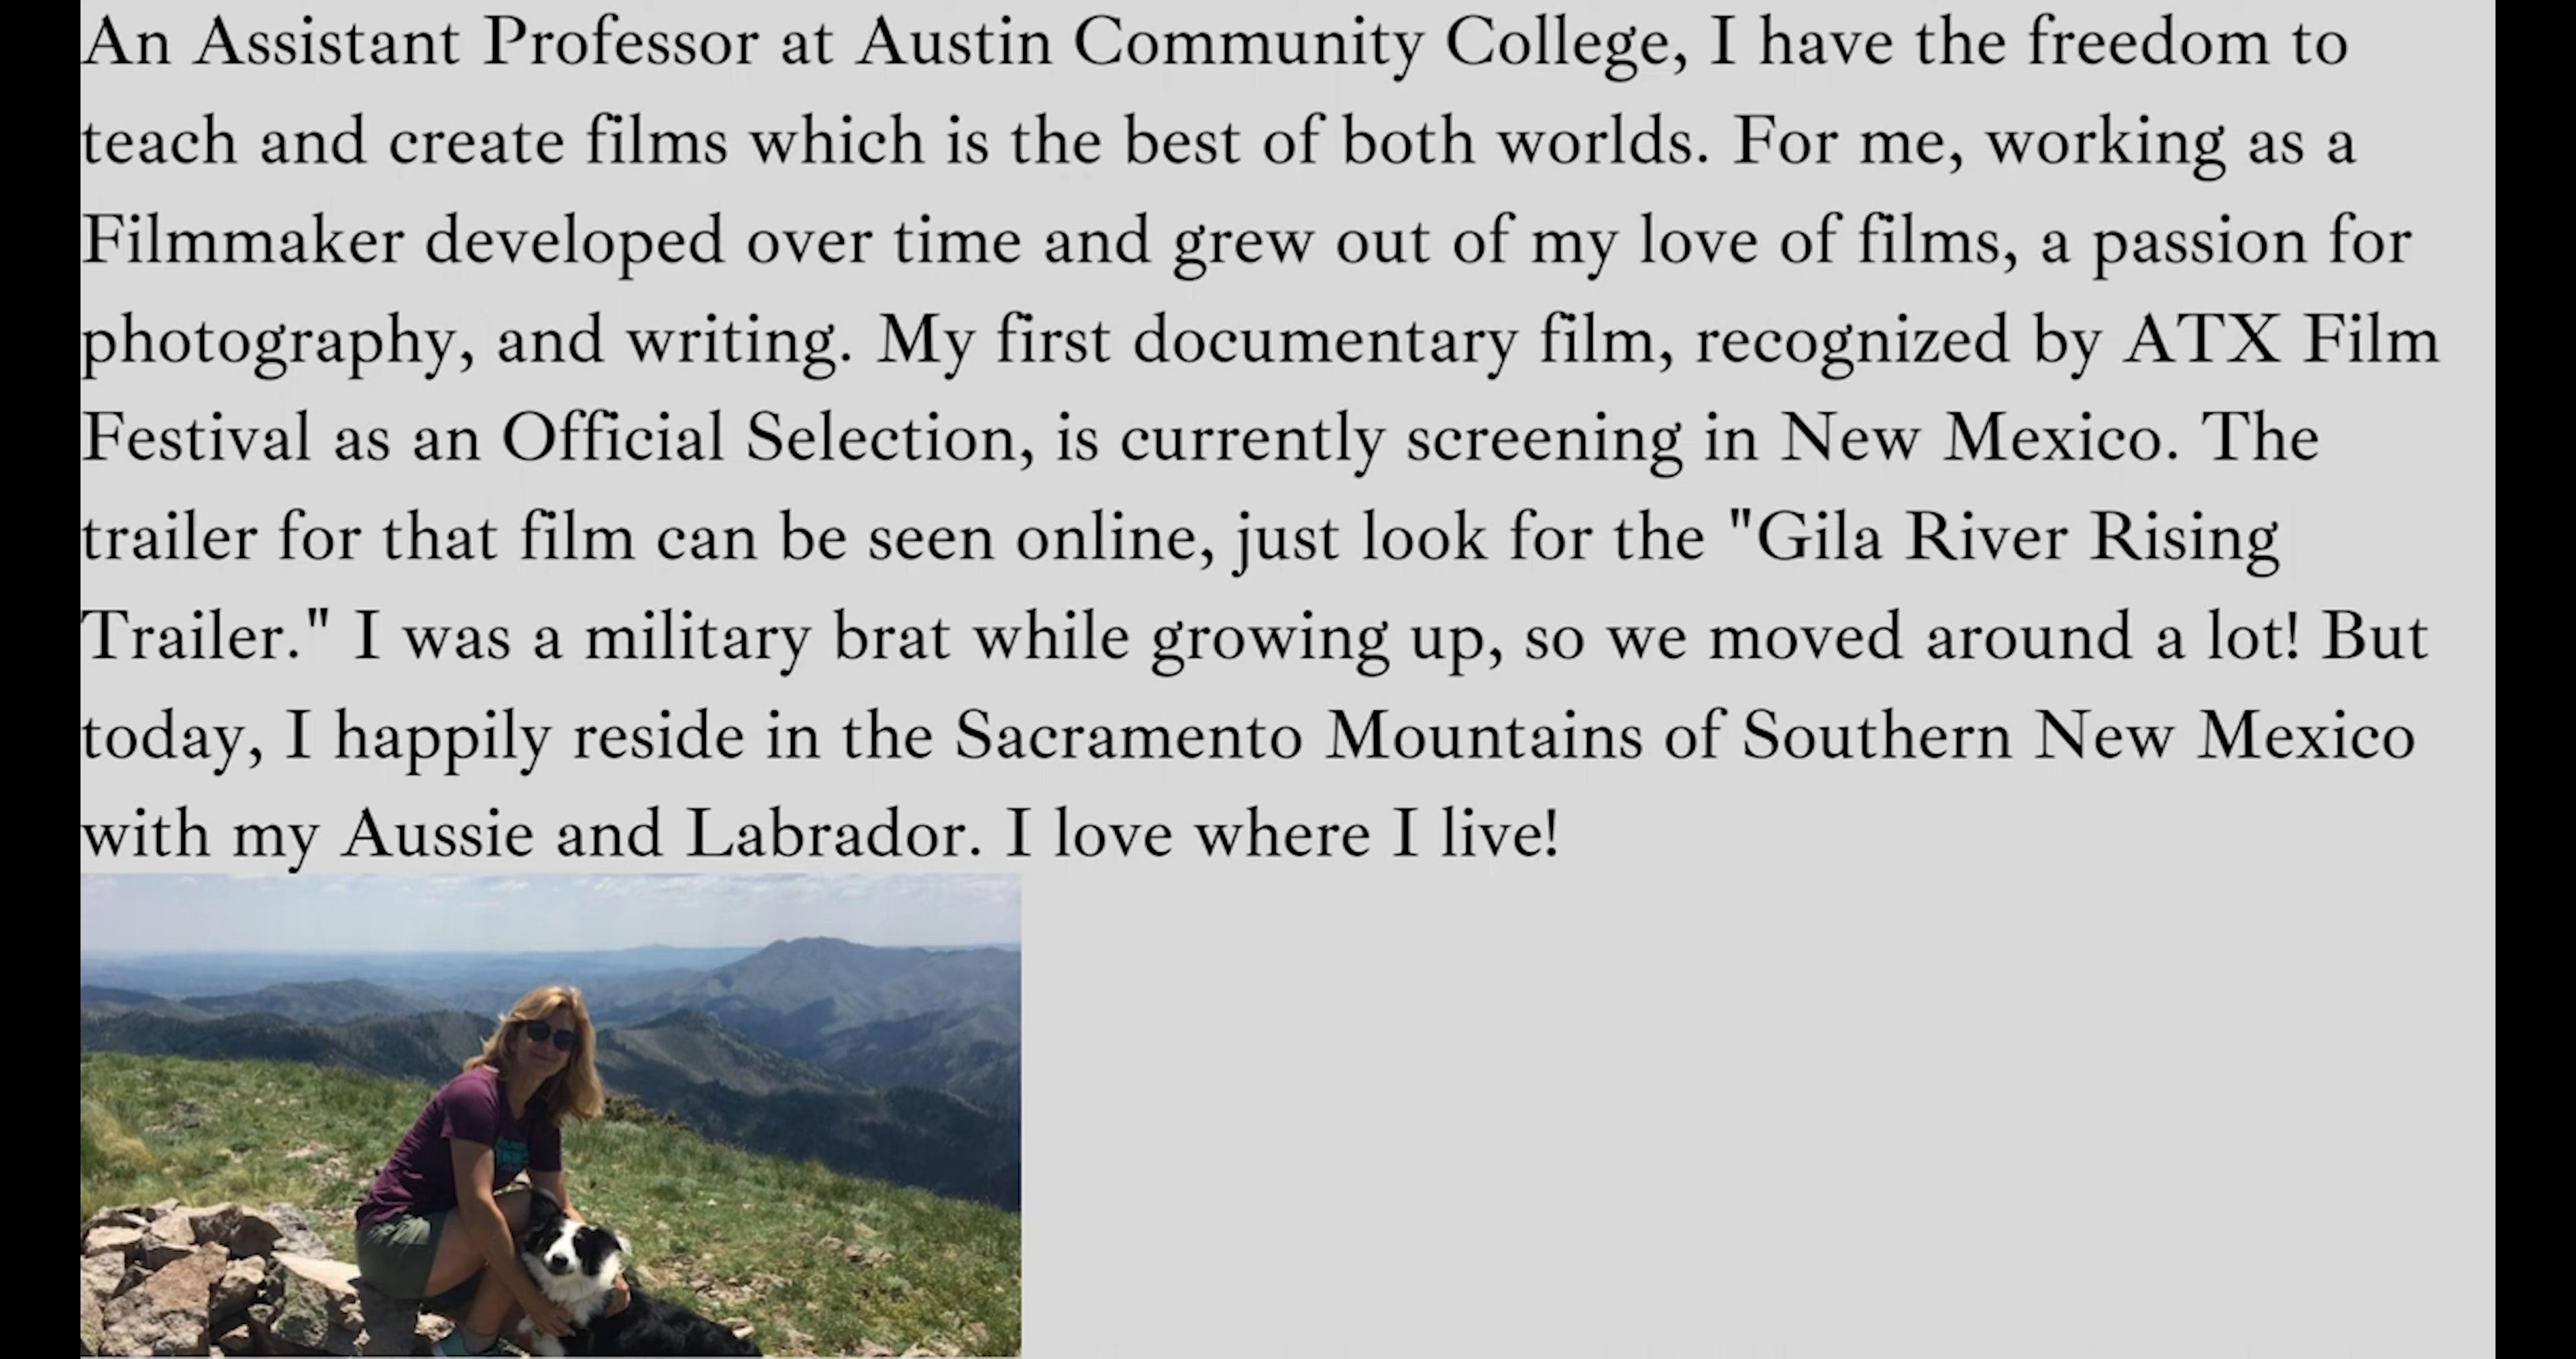 An Assistant Professor at Austin Community College, I have the freedom to
teach and create films which is the best of both worlds. For me, working as a
Filmmaker developed over time and grew out of my love of films, a passion for
photography, and writing. My first documentary film, recognized by ATX Film
Festival as an Official Selection, is currently screening in New Mexico. The
trailer for that film can be seen online, just look for the "Gila River Rising
Trailer." I was a military brat while growing up, so we moved around a lot! But
today, I happily reside in the Sacramento Mountains of Southern New Mexico
with my Aussie and Labrador. I love where I live!